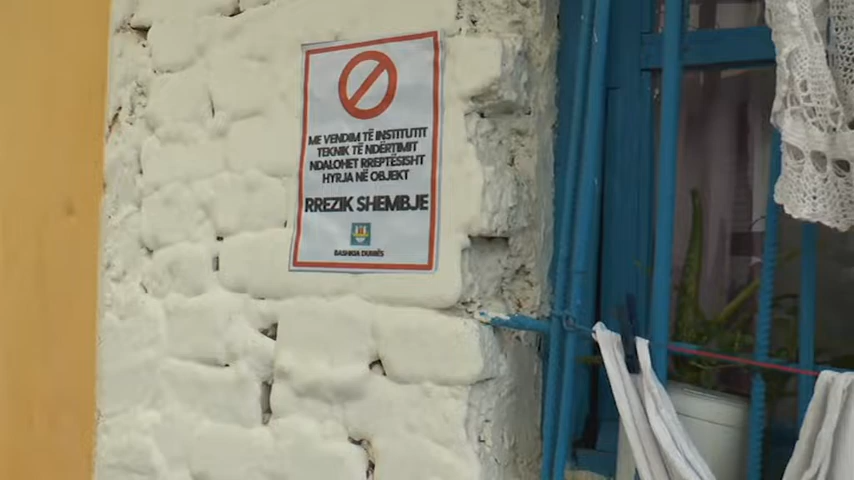 ME VENDIM TË INSTITUTIT
TEKNIK TË NDËRTIMIT
NDALOHET RREPTËSISHT
HYRJA NË OBJEKT
RREZIK SHEMBJE
BASHKIA DURRËS